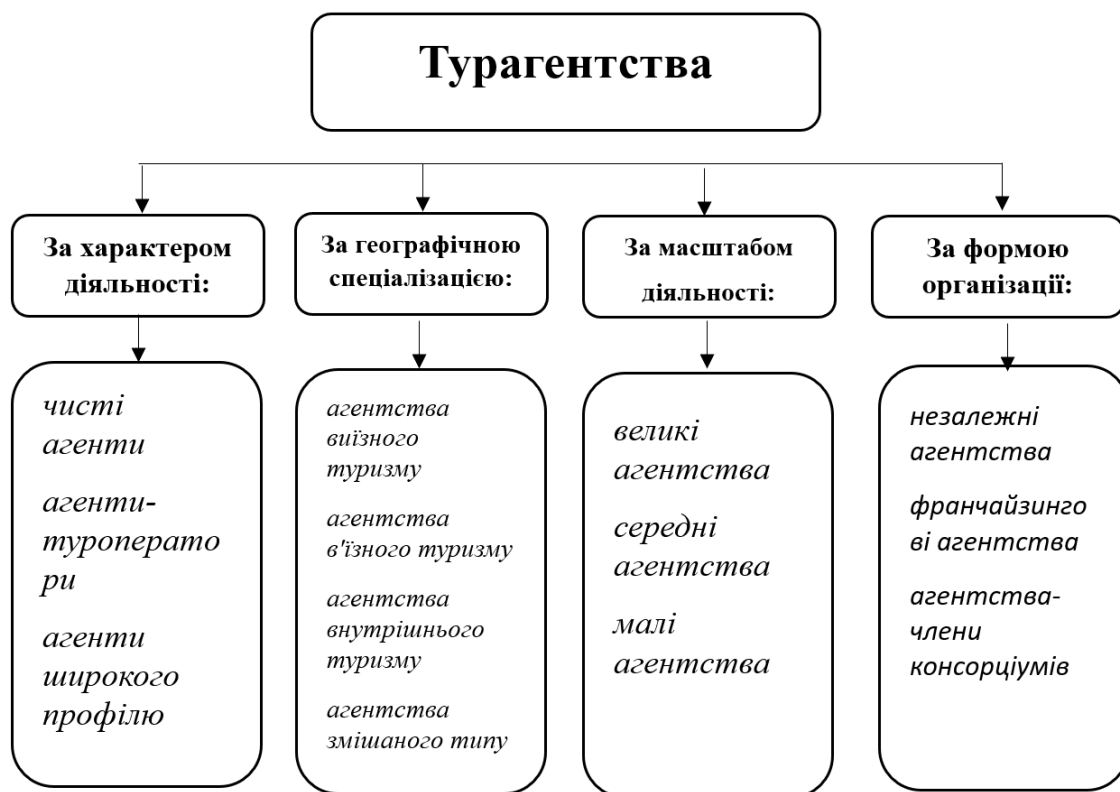 Турагентства
За характером
діяльності:
За географічною
спеціалізацією:
За масштабом
діяльності:
За формою
організації:
чисті
агенти
агенти-
туроперато
ри
агенти
широкого
профілю
агентства
виїзного
туризму
агентства
в'їзного туризму
агентства
внутрішнього
туризму
агентства
змішаного типу
великі
агентства
середні
агентства
малі
агентства
незалежні
агентства
франчайзинго
ві агентства
агентства-
члени
консорціумів